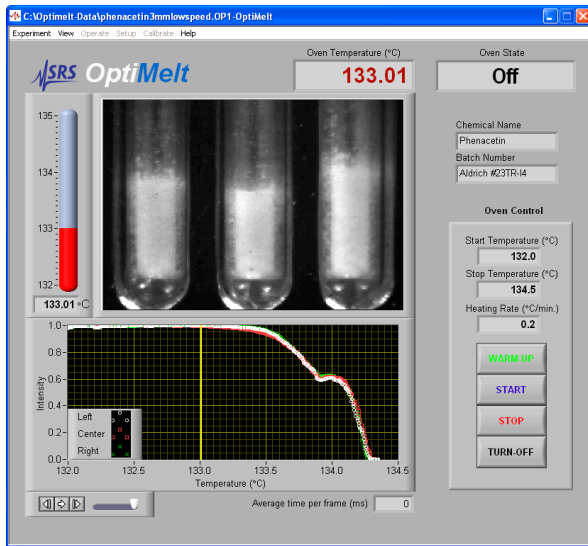 C:\Optimelt-Data\phenacetin3mmlowspeed.OP1-OptiMelt
Experiment View Operate Setup Calibrate Help
SRS OptiMelt
Oven Temperature (°C)
133.01
Oven State
Off
135
134
133
132
133.01 °C
Chemical Name
Phenacetin
Batch Number
Aldrich #23TR-I4
Oven Control
Start Temperature (°C)
132.0
Stop Temperature (°C)
134.5
Heating Rate (°C/min.)
0.2
WARM-UP
START
STOP
TURN-OFF
Intensity
1.0
0.8
0.6
0.4
0.2
0.0
Left
Center
Right
132.0 132.5 133.0 133.5 134.0 134.5
Temperature (°C)
Average time per frame (ms) 0